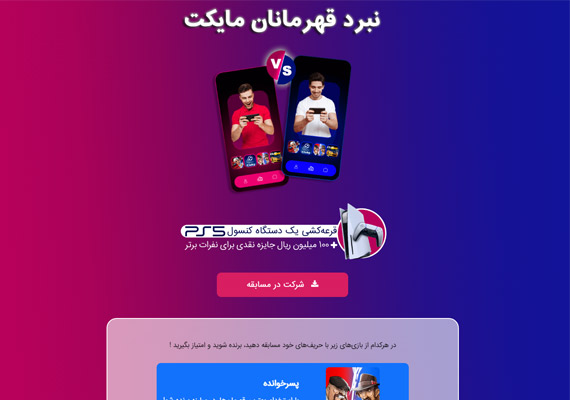 نبرد قهرمانان مایکت
VS
قرعه‌کشی یک دستگاه کنسول PS5
+ ۱۰۰ میلیون ریال جایزه نقدی برای نفرات برتر
شرکت در مسابقه
در هرکدام از بازی‌های زیر با حریف‌های خود مسابقه دهید، برنده شوید و امتیاز بگیرید !
پسرخوانده